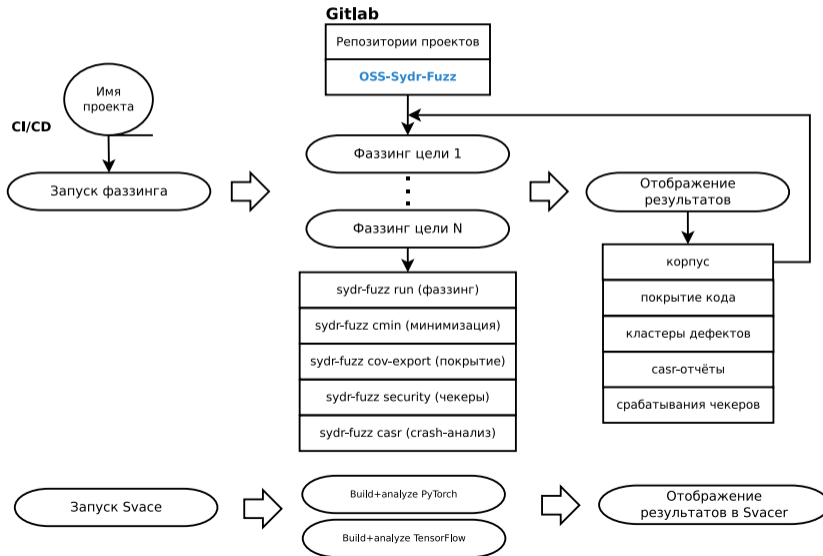 Gitlab
Репозитории проектов
OSS-Sydr-Fuzz
Имя
проекта
CI/CD
Запуск фаззинга
Фаззинг цели 1
Фаззинг цели N
sydr-fuzz run (фаззинг)
sydr-fuzz cmin (минимизация)
sydr-fuzz cov-export (покрытие)
sydr-fuzz security (чекеры)
sydr-fuzz casr (crash-анализ)
Отображение
результатов
корпус
покрытие кода
кластеры дефектов
casr-отчёты
срабатывания чекеров
Запуск Svace
Build+analyze PyTorch
Build+analyze TensorFlow
Отображение
результатов в Svacer